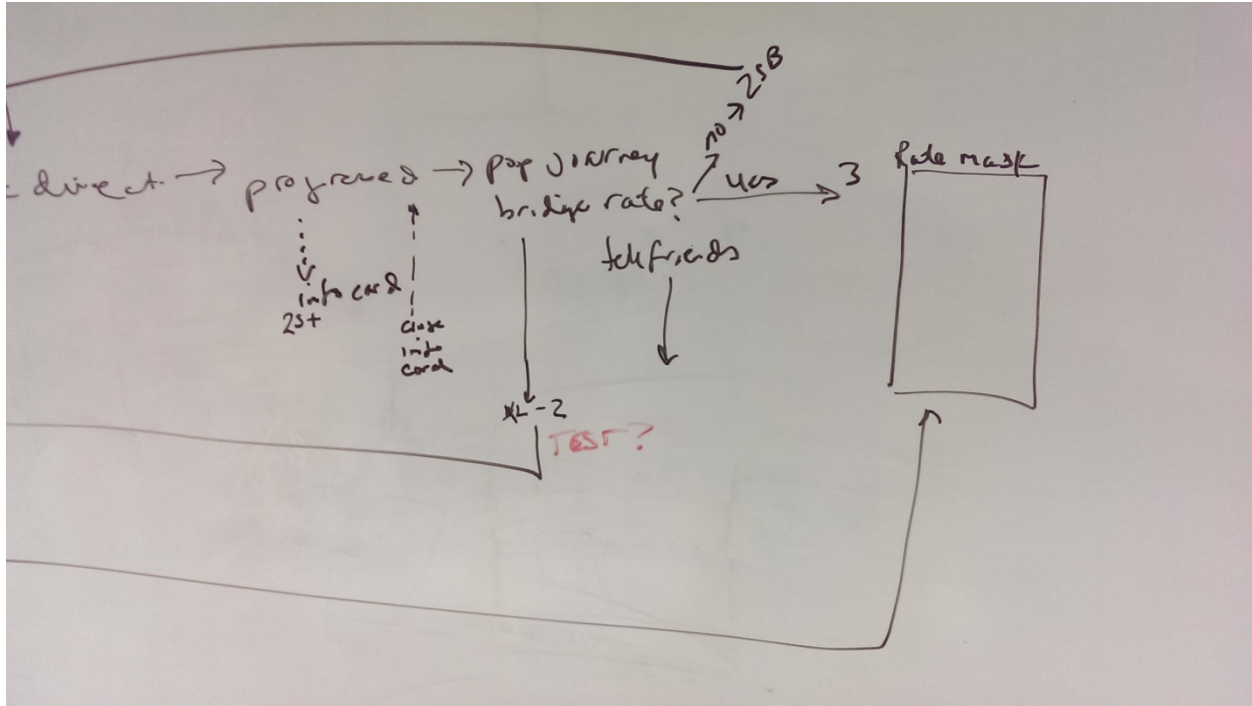 25B
no
direct
pop journey
bridge rate?
yes
3
Rate mask
tell friends
info card
25+
close
info
card
-2
TEST?